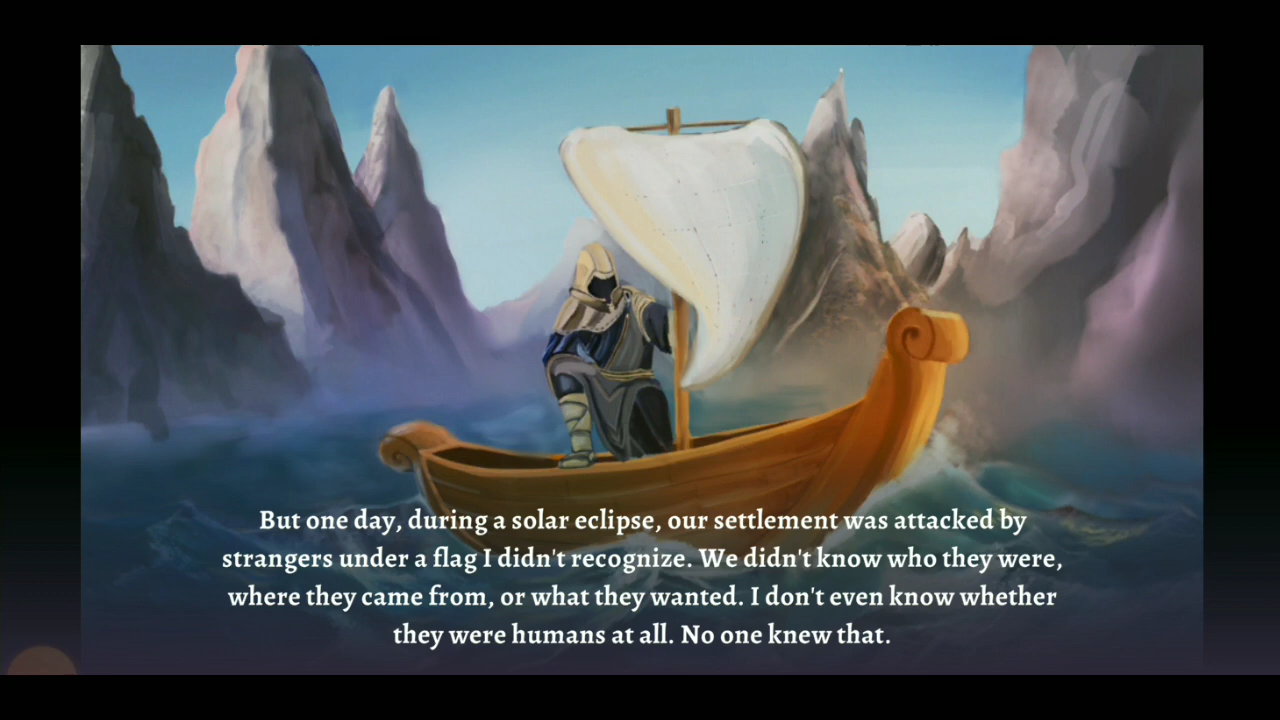 But one day, during a solar eclipse, our settlement was attacked by
strangers under a flag I didn't recognize. We didn't know who they were,
where they came from, or what they wanted. I don't even know whether
they were humans at all. No one knew that.